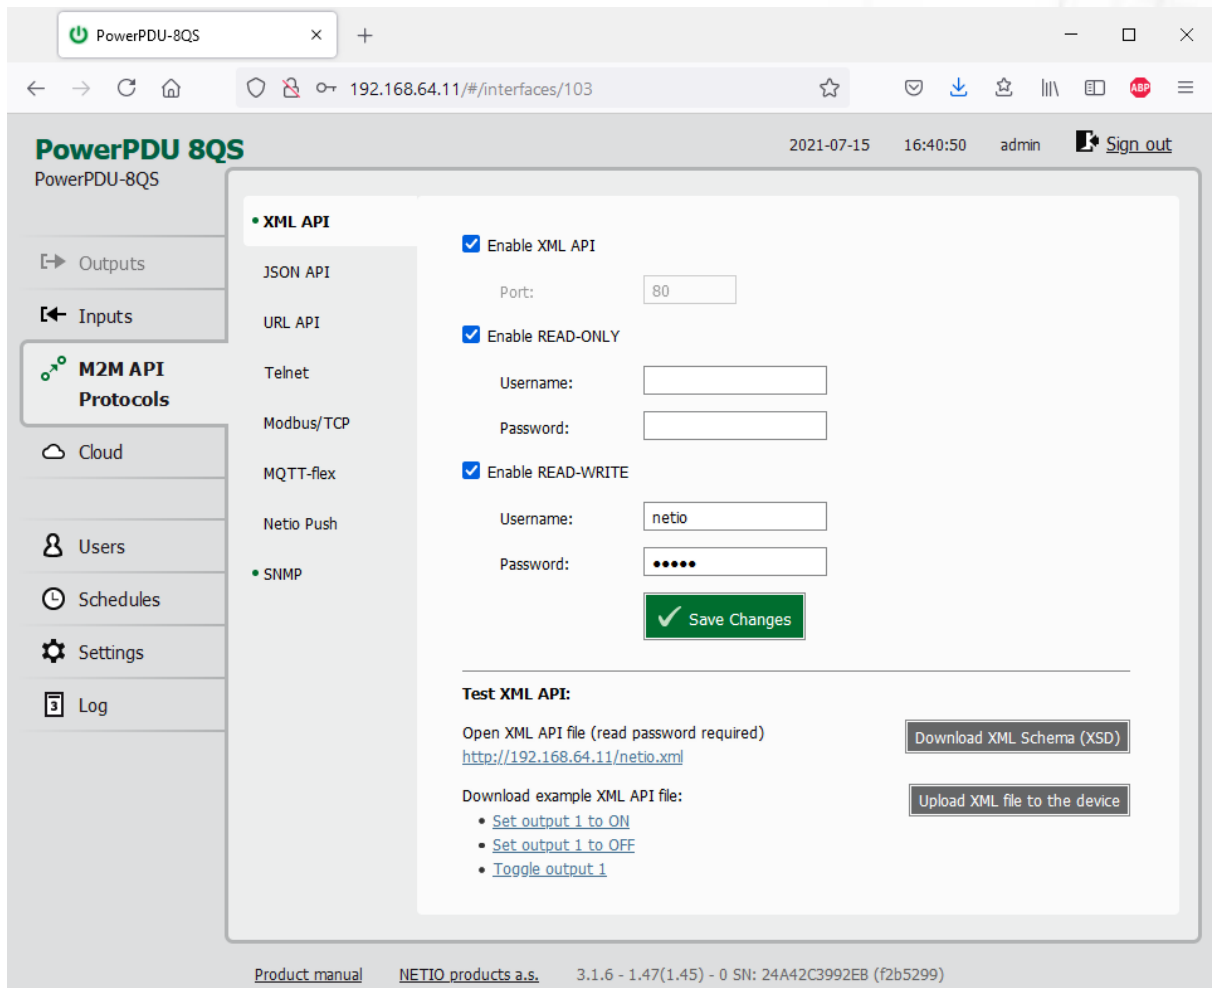 PowerPDU-8QS
192.168.64.11/#/interfaces/103
ABP
PowerPDU 8QS
PowerPDU-8QS
2021-07-15 16:40:50 admin Sign out
Outputs
Inputs
M2M API
Protocols
Cloud
Users
Schedules
Settings
3
Log
XML API
JSON API
URL API
Telnet
Modbus/TCP
MQTT-flex
Netio Push
SNMP
Enable XML API
Port: 80
Enable READ-ONLY
Username:
Password:
Enable READ-WRITE
Username: netio
Password: •••••
Save Changes
Test XML API:
Open XML API file (read password required)
http://192.168.64.11/netio.xml
Download XML Schema (XSD)
Download example XML API file:
Upload XML file to the device
• Set output 1 to ON
• Set output 1 to OFF
• Toggle output 1
Product manual NETIO products a.s. 3.1.6 - 1.47(1.45) - 0 SN: 24A42C3992EB (f2b5299)